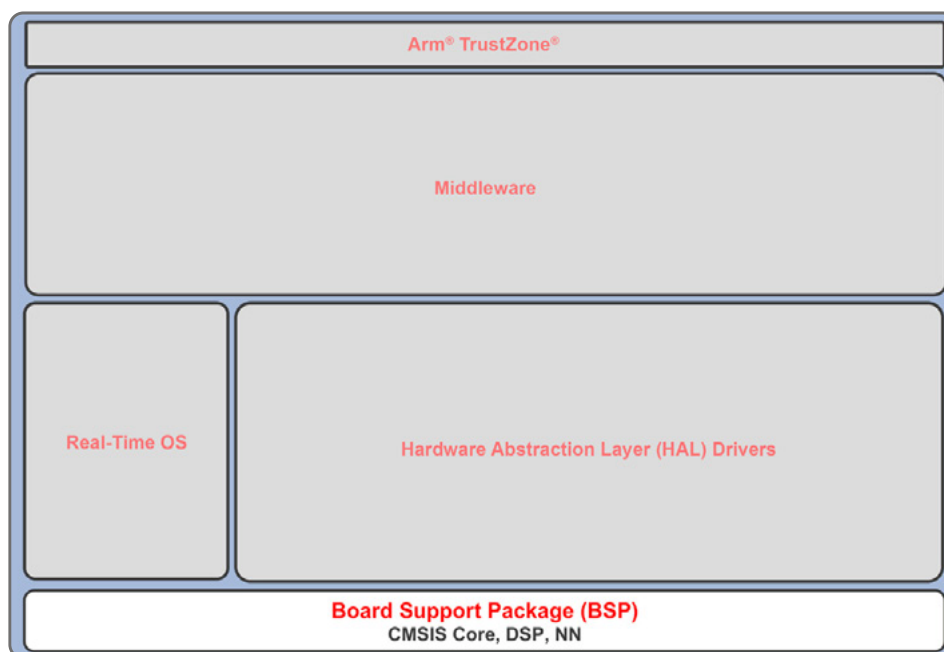 Arm® TrustZone®
Middleware
Real-Time OS
Hardware Abstraction Layer (HAL) Drivers
Board Support Package (BSP)
CMSIS Core, DSP, NN